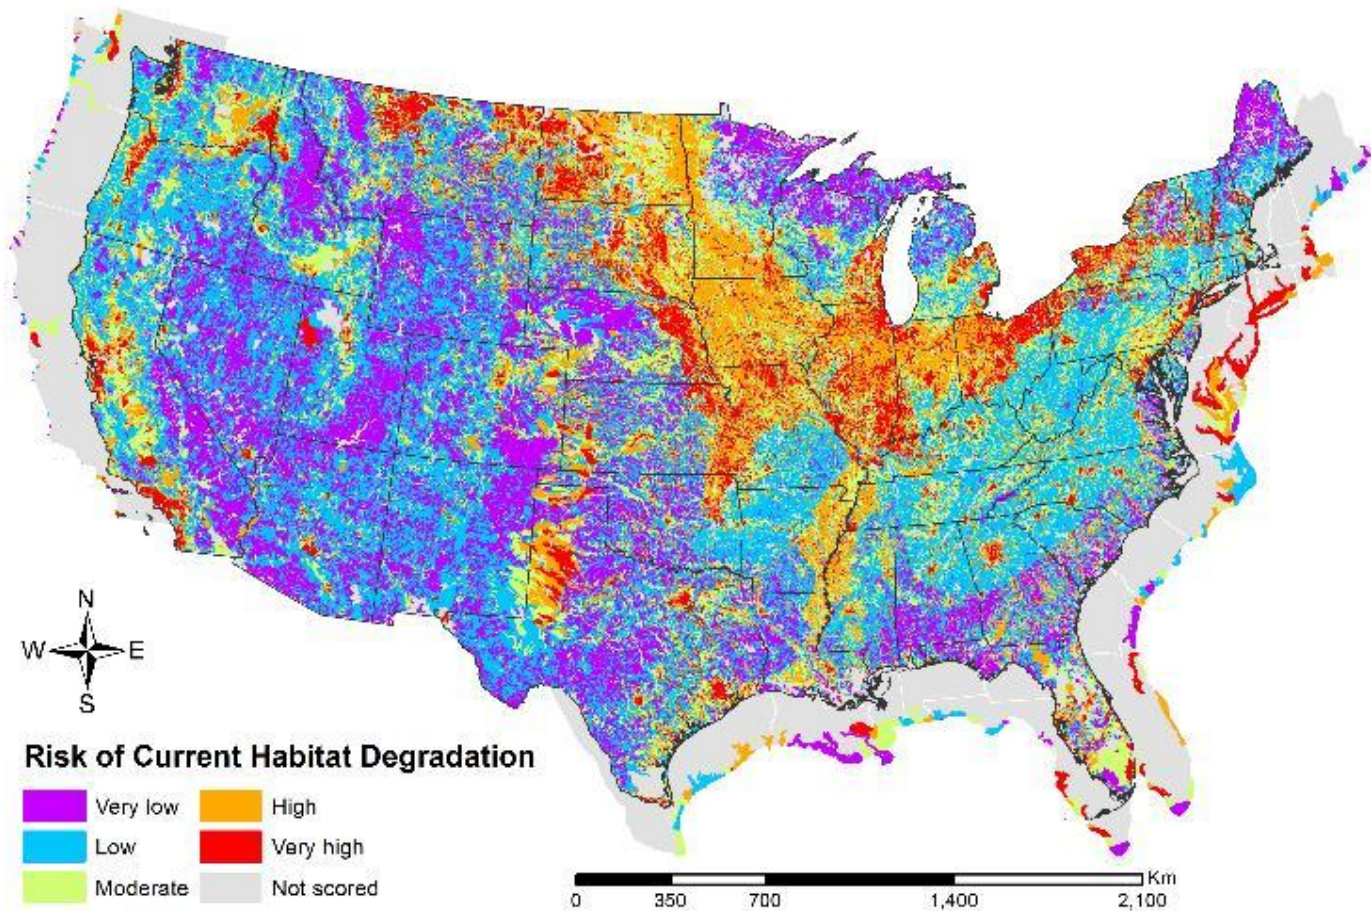 N
W E
S
Risk of Current Habitat Degradation
Very low High
Low Very high
Moderate Not scored
Km
0 350 700 1,400 2,100